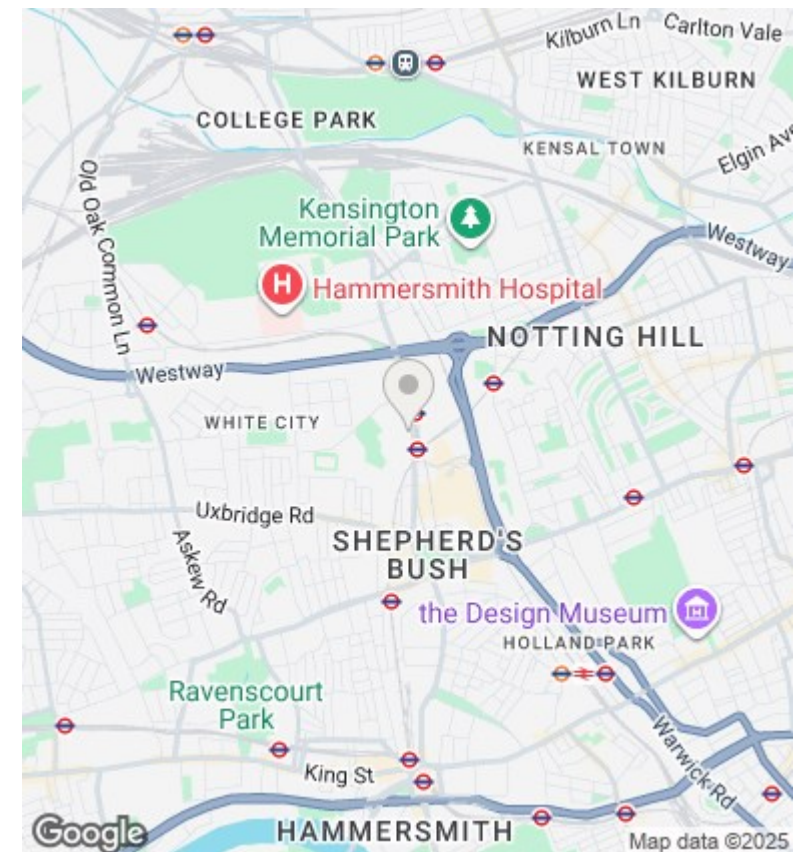 Kilburn Ln
Carlton Vale
WEST KILBURN
COLLEGE PARK
KENSAL TOWN
Elgin Ave
Old Oak Common Ln
Kensington
Memorial Park
Westway
H
Hammersmith Hospital
NOTTING HILL
Westway
WHITE CITY
Uxbridge Rd
SHEPHERD'S
BUSH
Askew Rd
the Design Museum
HOLLAND PARK
Ravenscourt
Park
Warwick Rd
King St
HAMMERSMITH
Google
Map data ©2025